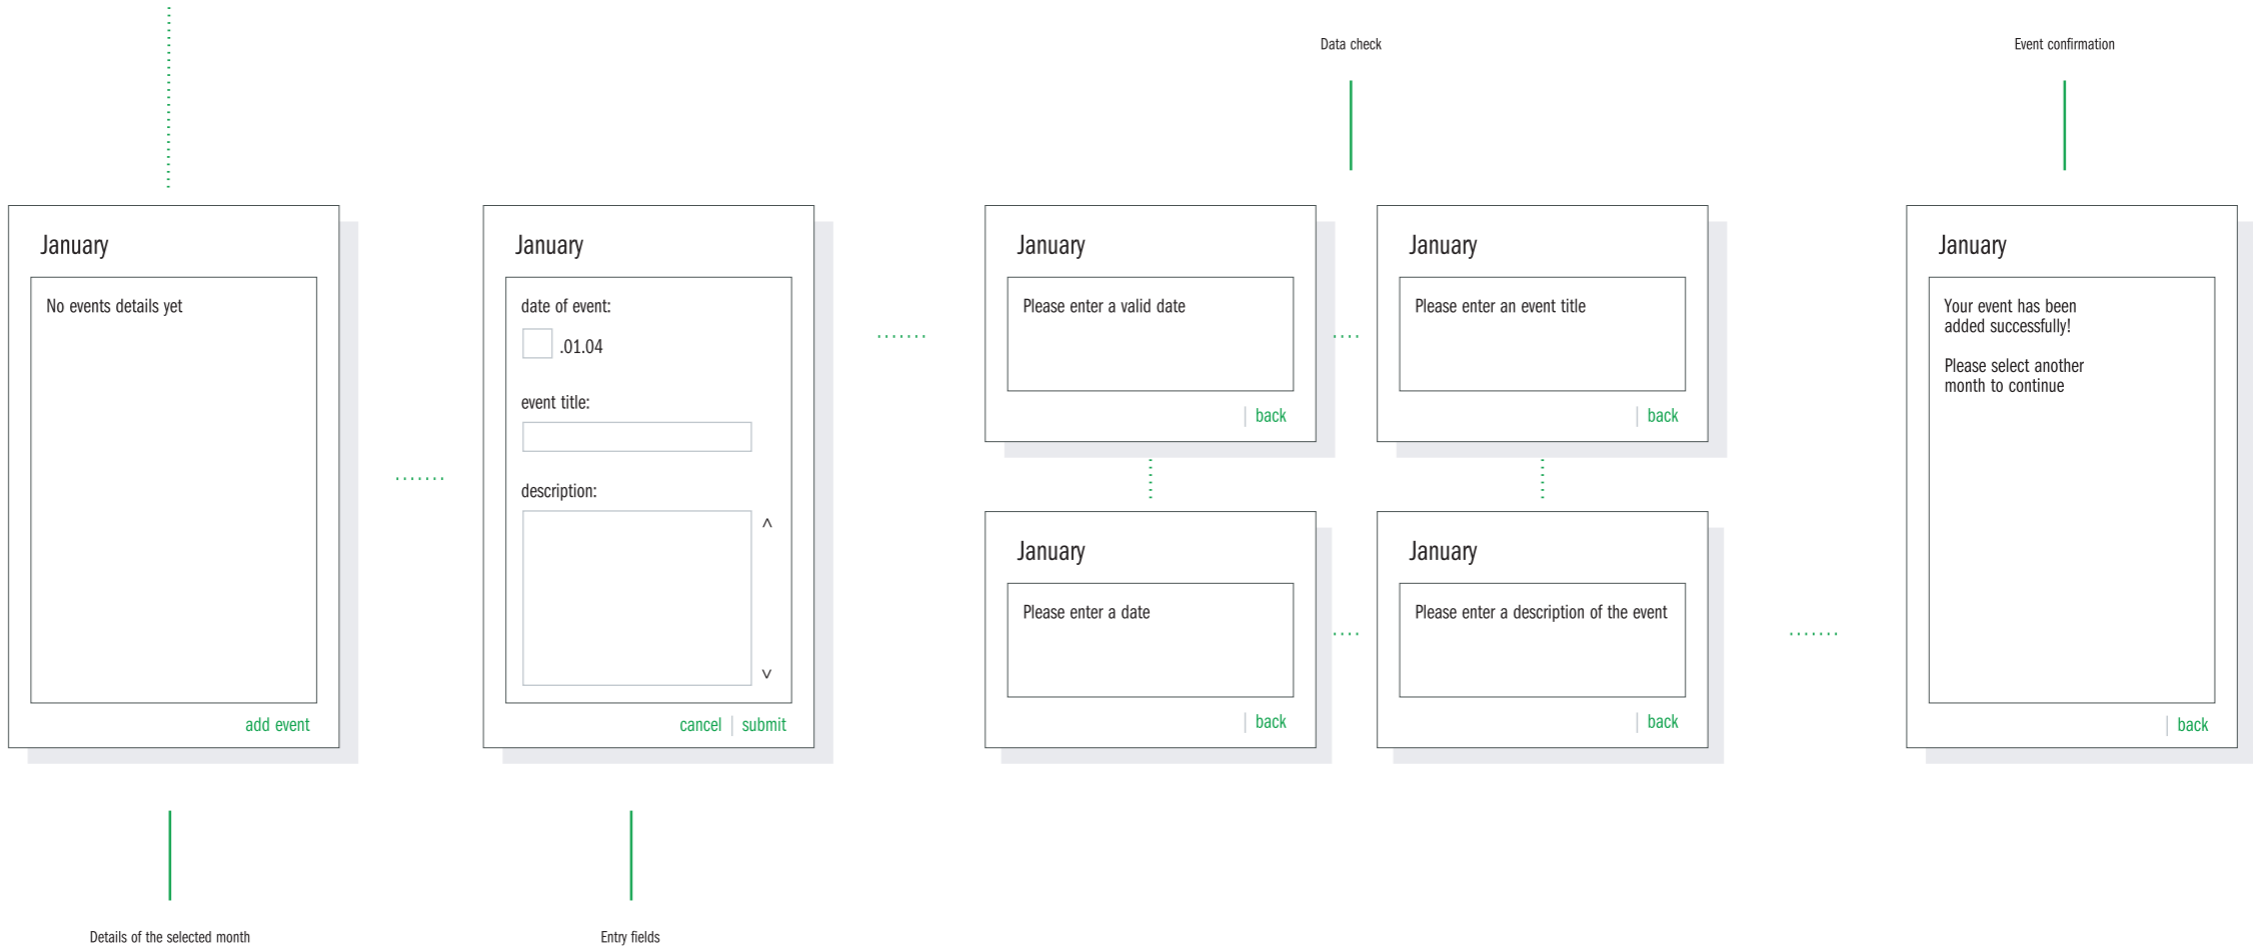 Data check
Event confirmation
January
No events details yet
add event
January
date of event:
.01.04
event title:
description:
^
v
cancel | submit
January
Please enter a valid date
| back
January
Please enter an event title
| back
January
Please enter a date
| back
January
Please enter a description of the event
| back
January
Your event has been
added successfully!
Please select another
month to continue
| back
Details of the selected month
Entry fields